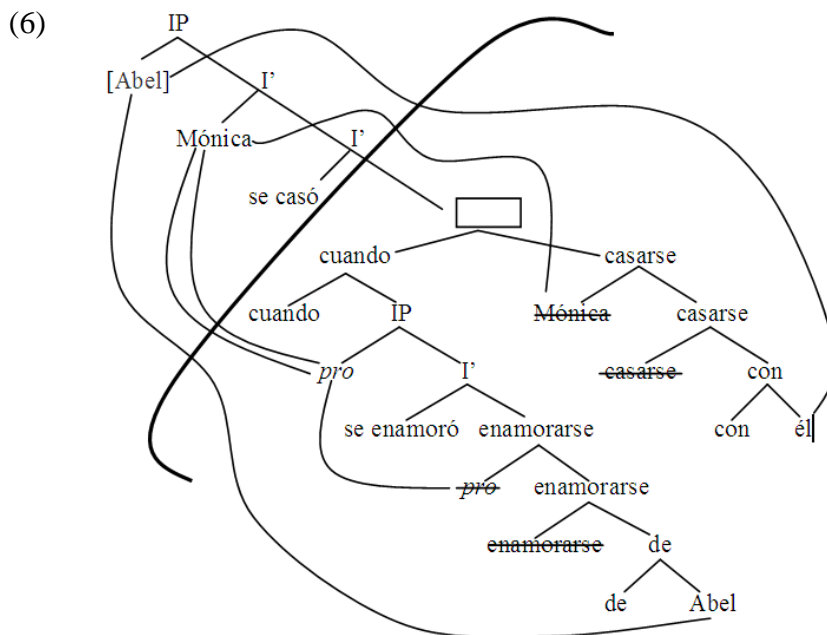 (6)
IP
[Abel] I’
Mónica I’
se casó
cuando casarse
cuando IP Mónica casarse
pro I’ casarse con
se enamoró enamorarse con él
pro enamorarse
enamorarse de
de Abel